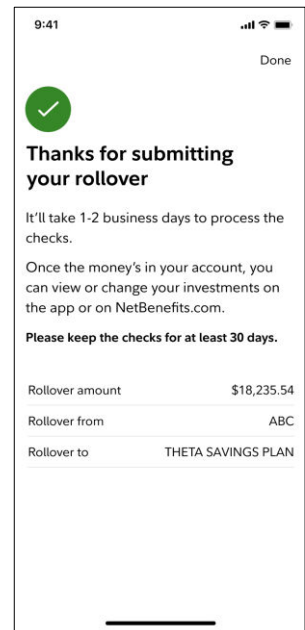 9:41
Done
Thanks for submitting
your rollover
It'll take 1-2 business days to process the
checks.
Once the money's in your account, you
can view or change your investments on
the app or on NetBenefits.com.
Please keep the checks for at least 30 days.
Rollover amount $18,235.54
Rollover from ABC
Rollover to THETA SAVINGS PLAN